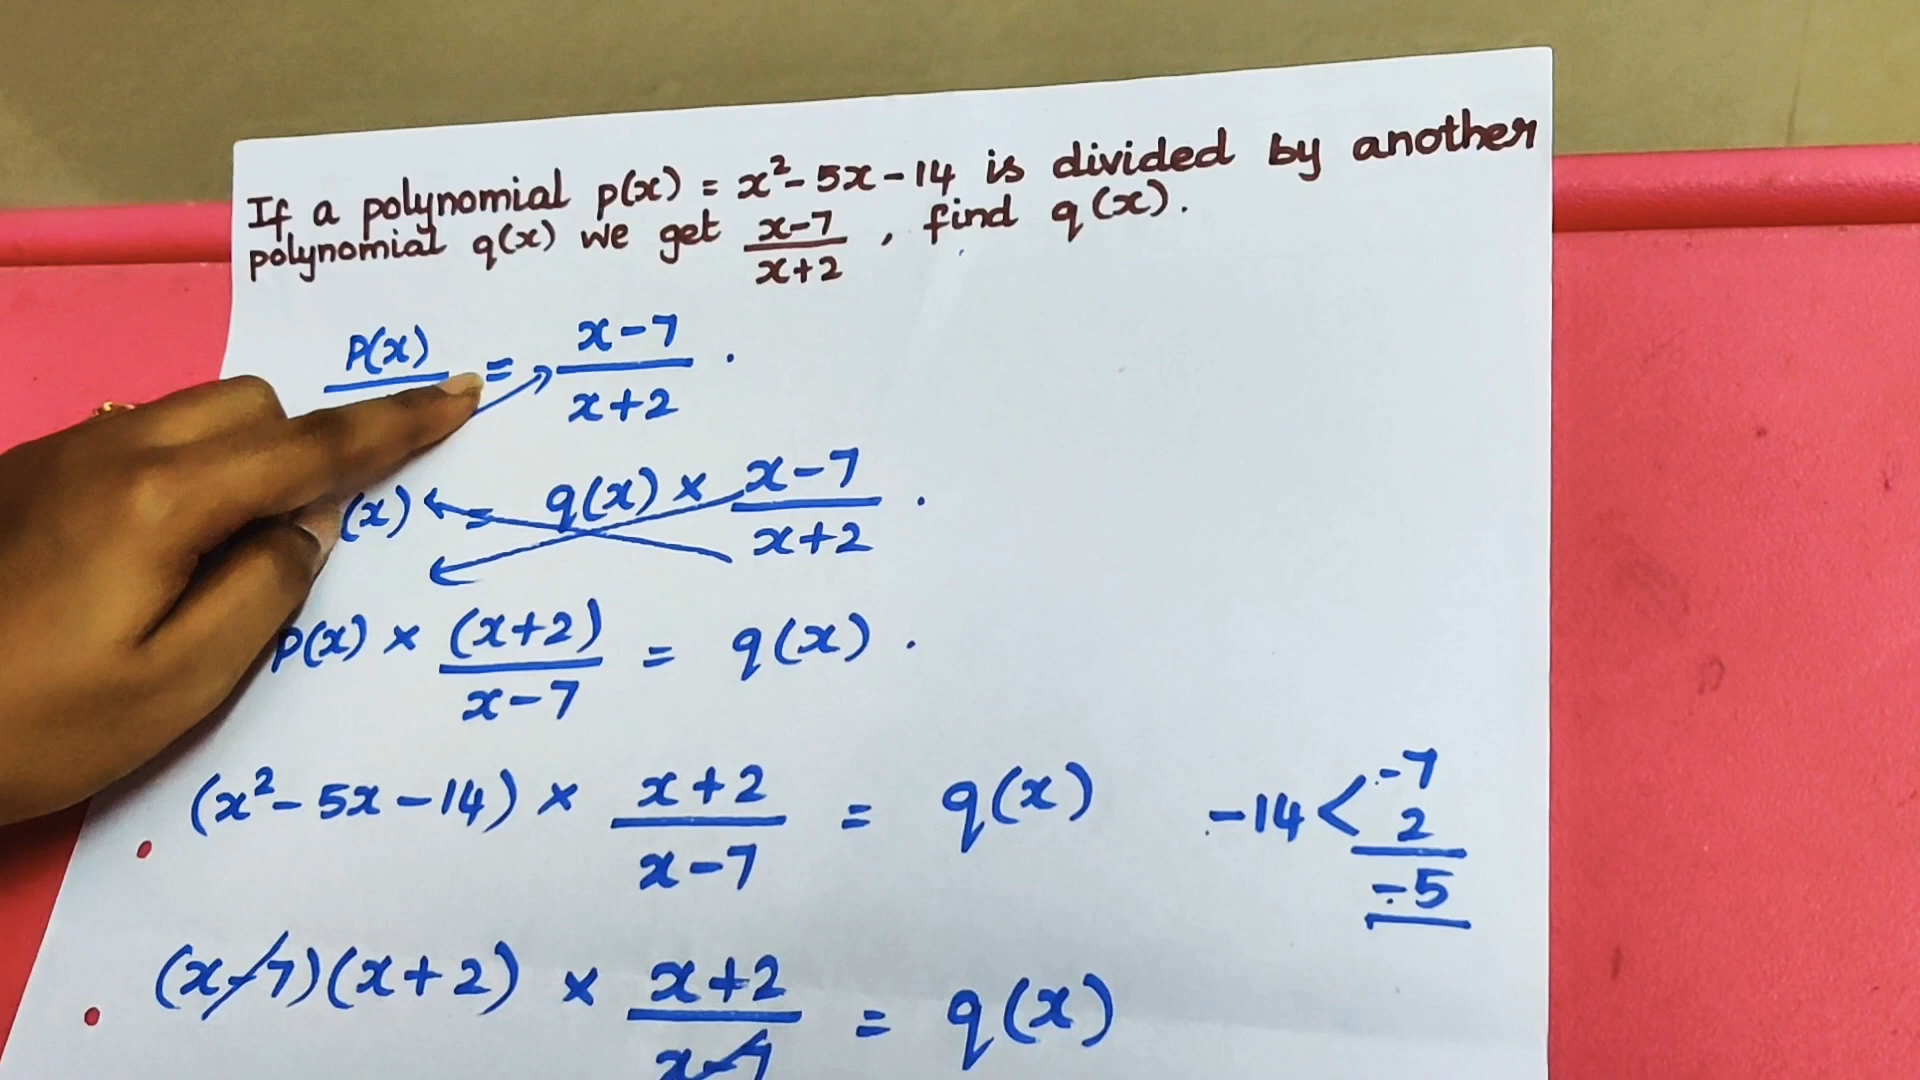 If a polynomial p(x) = x² - 5x - 14 is divided by another
polynomial q(x) we get x-7/x+2 , find q(x).
P(x)/ = x-7/x+2 .
(x) = q(x) × x-7/x+2 .
P(x) × (x+2)/x-7 = q(x) .
(x² - 5x - 14) × x+2/x-7 = q(x)
-14 < -7
2
-5
(x-7)(x+2) × x+2/x-7 = q(x)